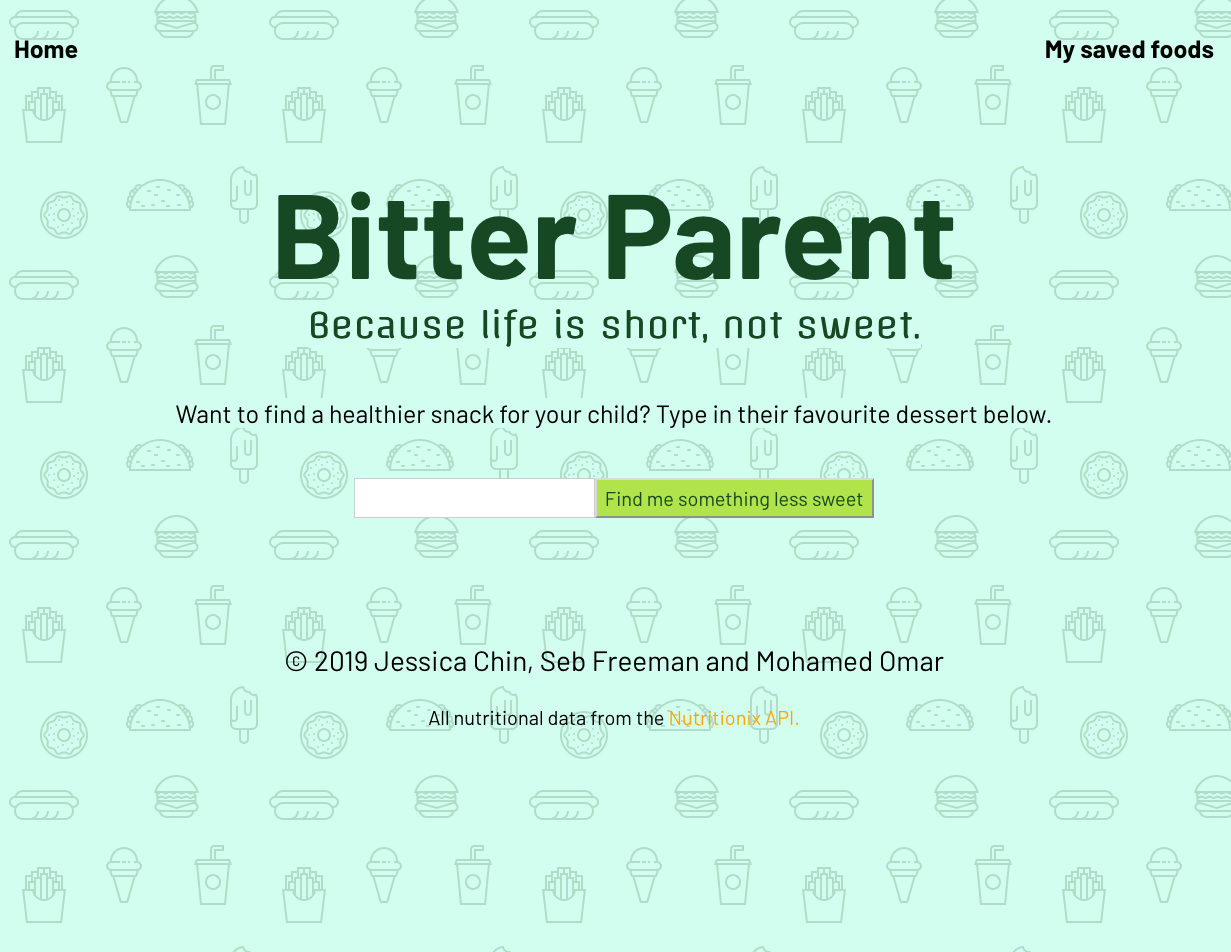 Home
My saved foods
Bitter Parent
Because life is short, not sweet.
Want to find a healthier snack for your child? Type in their favourite dessert below.
Find me something less sweet
© 2019 Jessica Chin, Seb Freeman and Mohamed Omar
All nutritional data from the Nutritionix API.